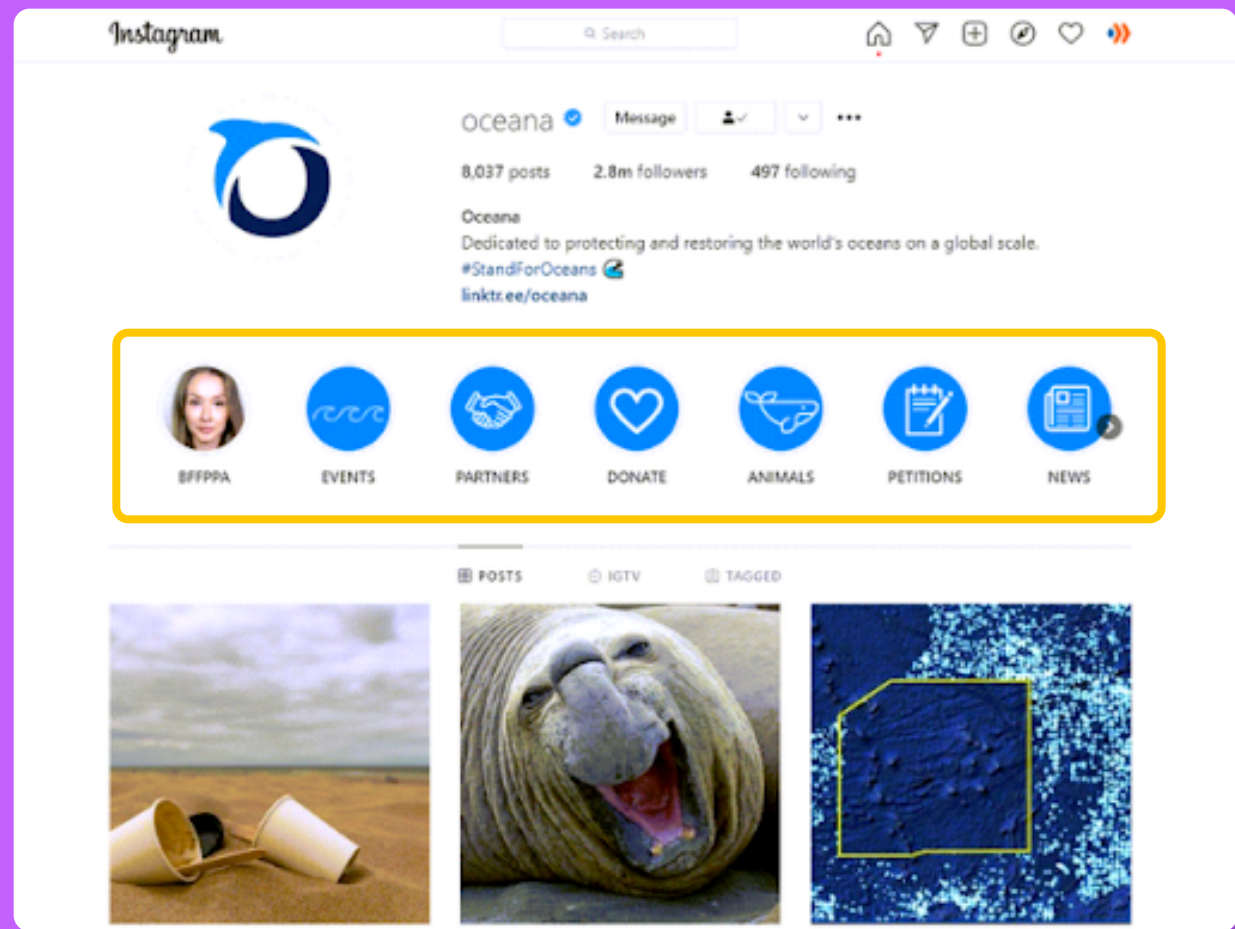 Instagram
Search
oceana Message
8,037 posts 2.8m followers 497 following
Oceana
Dedicated to protecting and restoring the world's oceans on a global scale.
#StandForOceans
linktr.ee/oceana
BFFPPA EVENTS PARTNERS DONATE ANIMALS PETITIONS NEWS
POSTS IGTV TAGGED